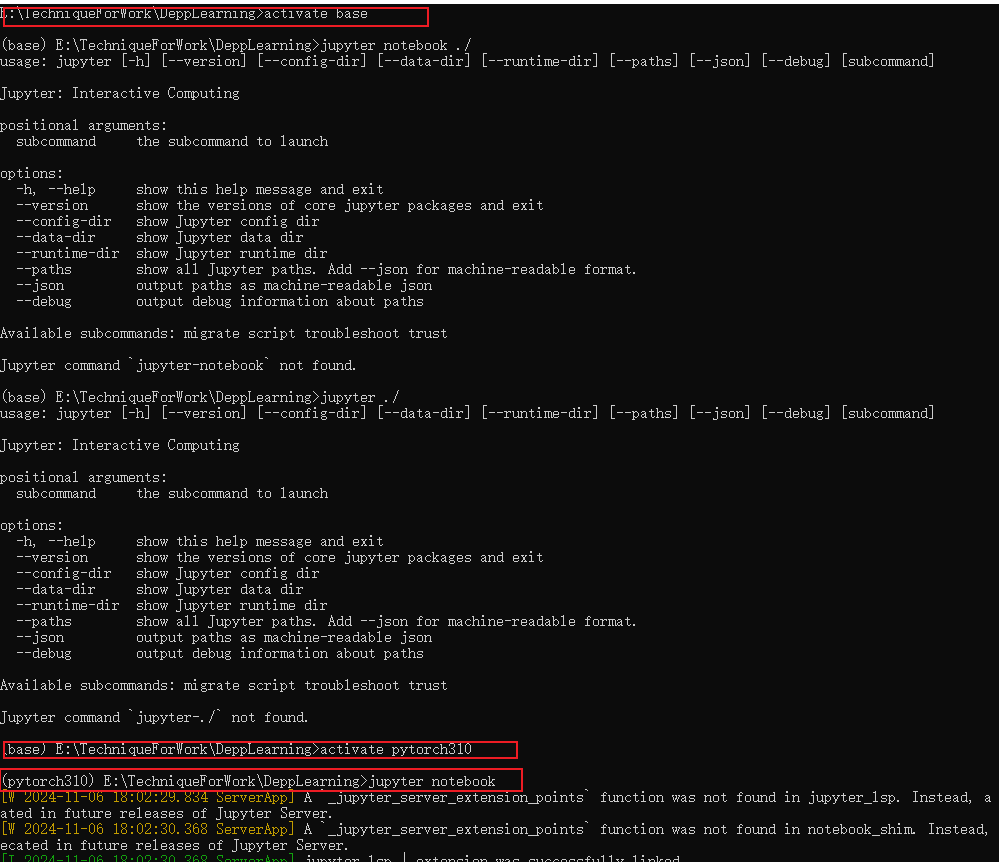 E:\TechniqueForWork\DeppLearning>activate base
(base) E:\TechniqueForWork\DeppLearning>jupyter notebook ./
usage: jupyter [-h] [--version] [--config-dir] [--data-dir] [--runtime-dir] [--paths] [--json] [--debug] [subcommand]
Jupyter: Interactive Computing
positional arguments:
  subcommand     the subcommand to launch
options:
  -h, --help     show this help message and exit
  --version      show the versions of core jupyter packages and exit
  --config-dir   show Jupyter config dir
  --data-dir     show Jupyter data dir
  --runtime-dir  show Jupyter runtime dir
  --paths        show all Jupyter paths. Add --json for machine-readable format.
  --json         output paths as machine-readable json
  --debug        output debug information about paths
Available subcommands: migrate script troubleshoot trust
Jupyter command `jupyter-notebook` not found.
(base) E:\TechniqueForWork\DeppLearning>jupyter ./
usage: jupyter [-h] [--version] [--config-dir] [--data-dir] [--runtime-dir] [--paths] [--json] [--debug] [subcommand]
Jupyter: Interactive Computing
positional arguments:
  subcommand     the subcommand to launch
options:
  -h, --help     show this help message and exit
  --version      show the versions of core jupyter packages and exit
  --config-dir   show Jupyter config dir
  --data-dir     show Jupyter data dir
  --runtime-dir  show Jupyter runtime dir
  --paths        show all Jupyter paths. Add --json for machine-readable format.
  --json         output paths as machine-readable json
  --debug        output debug information about paths
Available subcommands: migrate script troubleshoot trust
Jupyter command `jupyter-./` not found.
(base) E:\TechniqueForWork\DeppLearning>activate pytorch310
(pytorch310) E:\TechniqueForWork\DeppLearning>jupyter notebook
[W 2024-11-06 18:02:29.834 ServerApp] A `_jupyter_server_extension_points` function was not found in jupyter_lsp. Instead, a
ated in future releases of Jupyter Server.
[W 2024-11-06 18:02:30.368 ServerApp] A `_jupyter_server_extension_points` function was not found in notebook_shim. Instead,
ecated in future releases of Jupyter Server.
[I 2024-11-06 18:02:30.368 ServerApp] jupyter_lsp | extension was successfully linked.